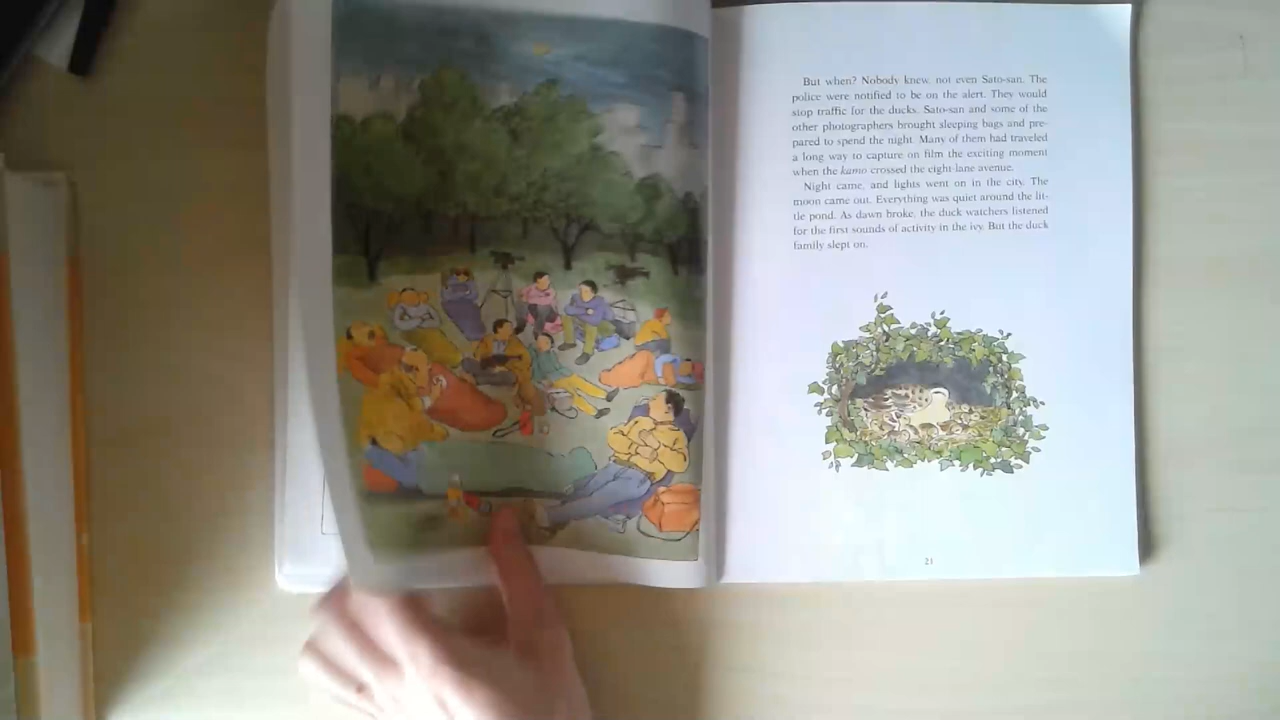 But when? Nobody knew, not even Sato-san. The
police were notified to be on the alert. They would
stop traffic for the ducks. Sato-san and some of the
other photographers brought sleeping bags and pre-
pared to spend the night. Many of them had traveled
a long way to capture on film the exciting moment
when the kamo crossed the eight-lane avenue.
Night came, and lights went on in the city. The
moon came out. Everything was quiet around the lit-
tle pond. As dawn broke, the duck watchers listened
for the first sounds of activity in the ivy. But the duck
family slept on.
21